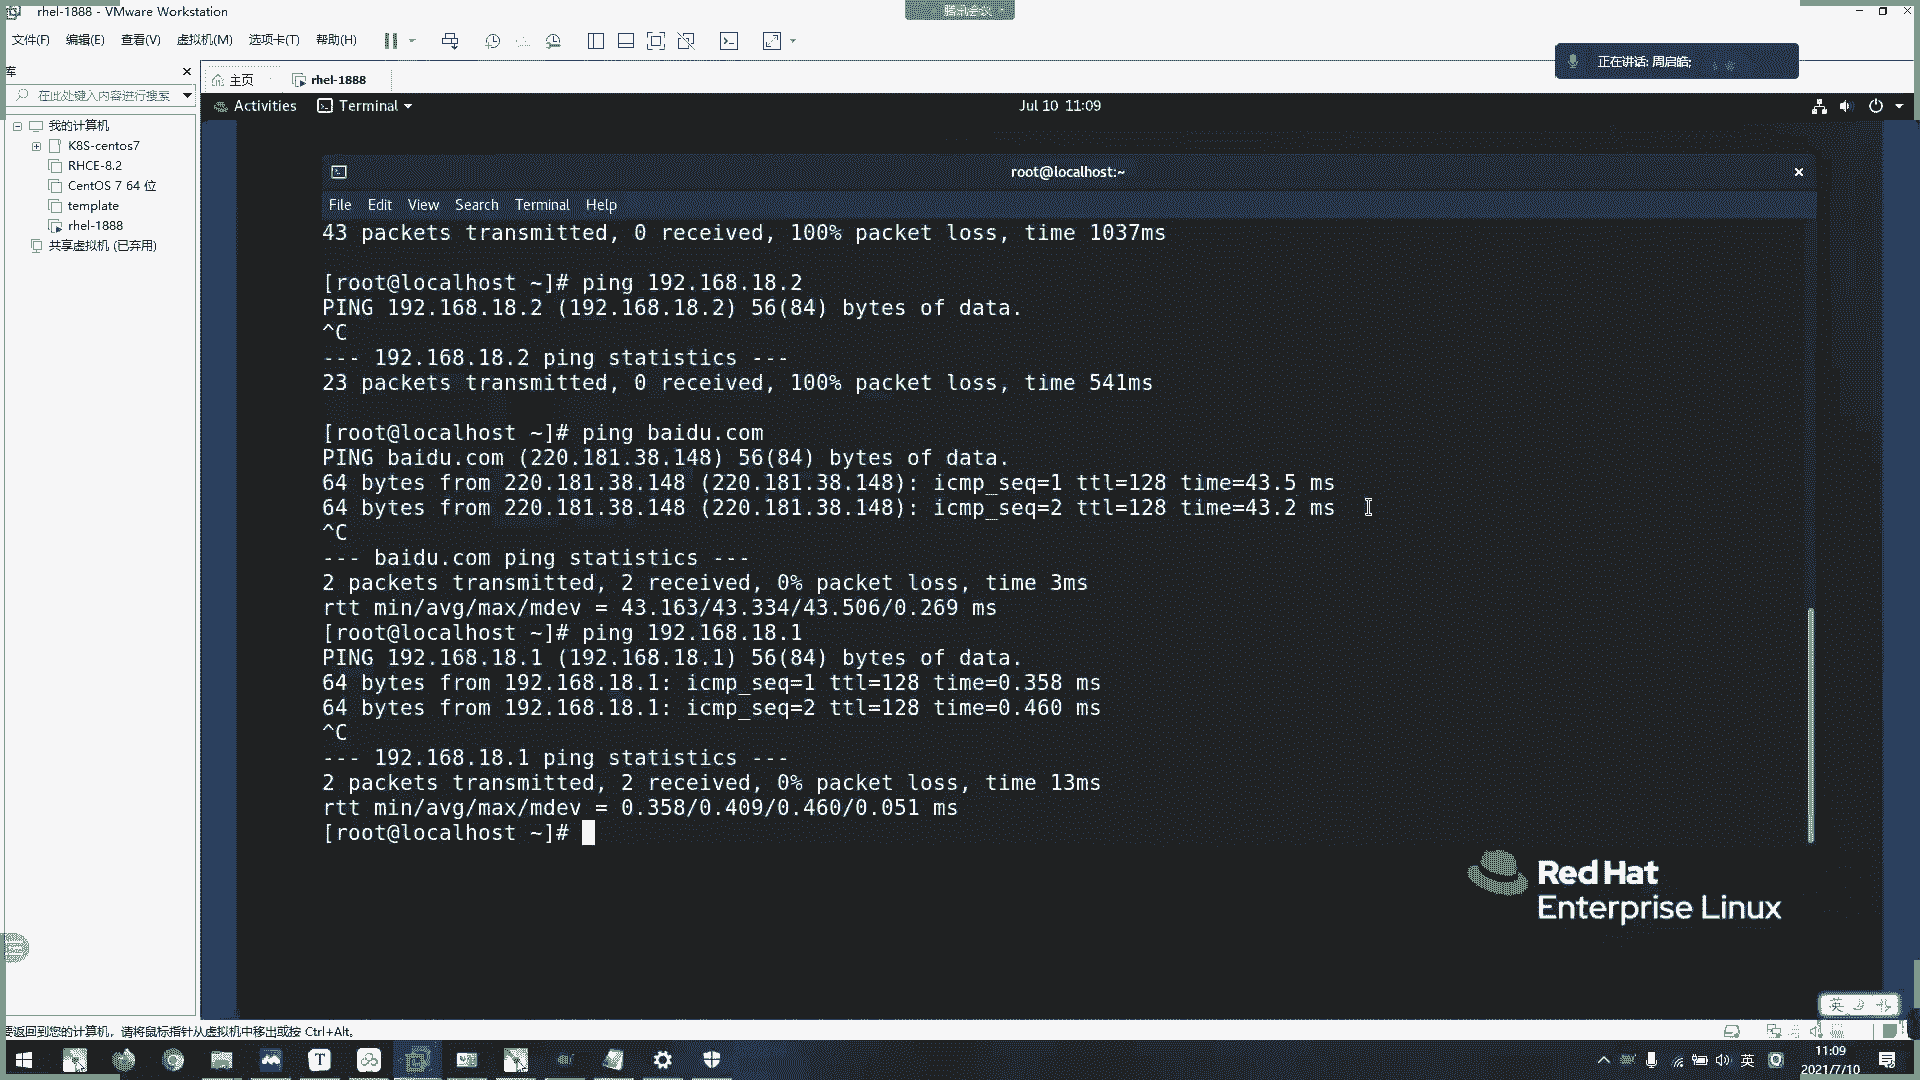 rhel-1888 - VMware Workstation
腾讯会议
文件(F) 编辑(E) 查看(V) 虚拟机(M) 选项卡(T) 帮助(H)
正在讲话: 周启皓;
库
主页 rhel-1888
在此处键入内容进行搜索
Activities Terminal Jul 10 11:09
我的计算机
K8S-centos7
RHCE-8.2
CentOS 7 64 位
template
rhel-1888
共享虚拟机 (已弃用)
root@localhost:~
File Edit View Search Terminal Help
43 packets transmitted, 0 received, 100% packet loss, time 1037ms
[root@localhost ~]# ping 192.168.18.2
PING 192.168.18.2 (192.168.18.2) 56(84) bytes of data.
^C
--- 192.168.18.2 ping statistics ---
23 packets transmitted, 0 received, 100% packet loss, time 541ms
[root@localhost ~]# ping baidu.com
PING baidu.com (220.181.38.148) 56(84) bytes of data.
64 bytes from 220.181.38.148 (220.181.38.148): icmp_seq=1 ttl=128 time=43.5 ms
64 bytes from 220.181.38.148 (220.181.38.148): icmp_seq=2 ttl=128 time=43.2 ms
^C
--- baidu.com ping statistics ---
2 packets transmitted, 2 received, 0% packet loss, time 3ms
rtt min/avg/max/mdev = 43.163/43.334/43.506/0.269 ms
[root@localhost ~]# ping 192.168.18.1
PING 192.168.18.1 (192.168.18.1) 56(84) bytes of data.
64 bytes from 192.168.18.1: icmp_seq=1 ttl=128 time=0.358 ms
64 bytes from 192.168.18.1: icmp_seq=2 ttl=128 time=0.460 ms
^C
--- 192.168.18.1 ping statistics ---
2 packets transmitted, 2 received, 0% packet loss, time 13ms
rtt min/avg/max/mdev = 0.358/0.409/0.460/0.051 ms
[root@localhost ~]#
Red Hat
Enterprise Linux
英
要返回到您的计算机，请将鼠标指针从虚拟机中移出或按 Ctrl+Alt。
英
11:09
2021/7/10